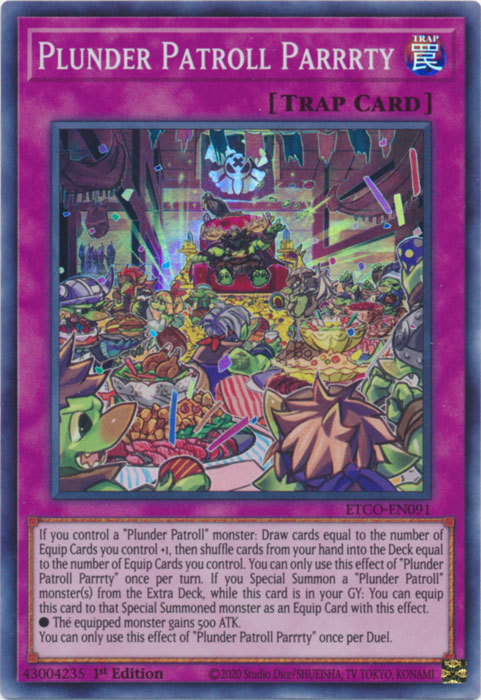 PLUNDER PATROLL PARRRTY
TRAP
罠
[TRAP CARD]
ETCO-EN091
If you control a "Plunder Patroll" monster: Draw cards equal to the number of
Equip Cards you control +1, then shuffle cards from your hand into the Deck equal
to the number of Equip Cards you control. You can only use this effect of "Plunder
Patroll Parrrty" once per turn. If you Special Summon a "Plunder Patroll"
monster(s) from the Extra Deck, while this card is in your GY: You can equip
this card to that Special Summoned monster as an Equip Card with this effect.
● The equipped monster gains 500 ATK.
You can only use this effect of "Plunder Patroll Parrrty" once per Duel.
43004235 1st Edition
©2020 Studio Dice/SHUEISHA, TV TOKYO, KONAMI